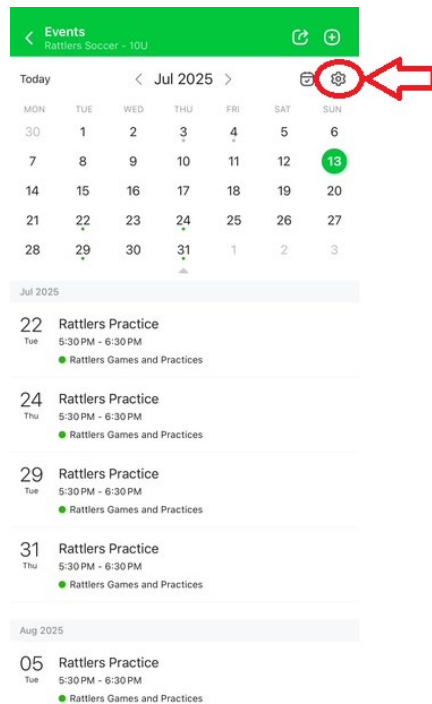 Events
Rattlers Soccer - 10U
Today
Jul 2025
MON TUE WED THU FRI SAT SUN
30 1 2 3 4 5 6
7 8 9 10 11 12 13
14 15 16 17 18 19 20
21 22 23 24 25 26 27
28 29 30 31 1 2 3
Jul 2025
22 Rattlers Practice
Tue 5:30 PM - 6:30 PM
Rattlers Games and Practices
24 Rattlers Practice
Thu 5:30 PM - 6:30 PM
Rattlers Games and Practices
29 Rattlers Practice
Tue 5:30 PM - 6:30 PM
Rattlers Games and Practices
31 Rattlers Practice
Thu 5:30 PM - 6:30 PM
Rattlers Games and Practices
Aug 2025
05 Rattlers Practice
Tue 5:30 PM - 6:30 PM
Rattlers Games and Practices